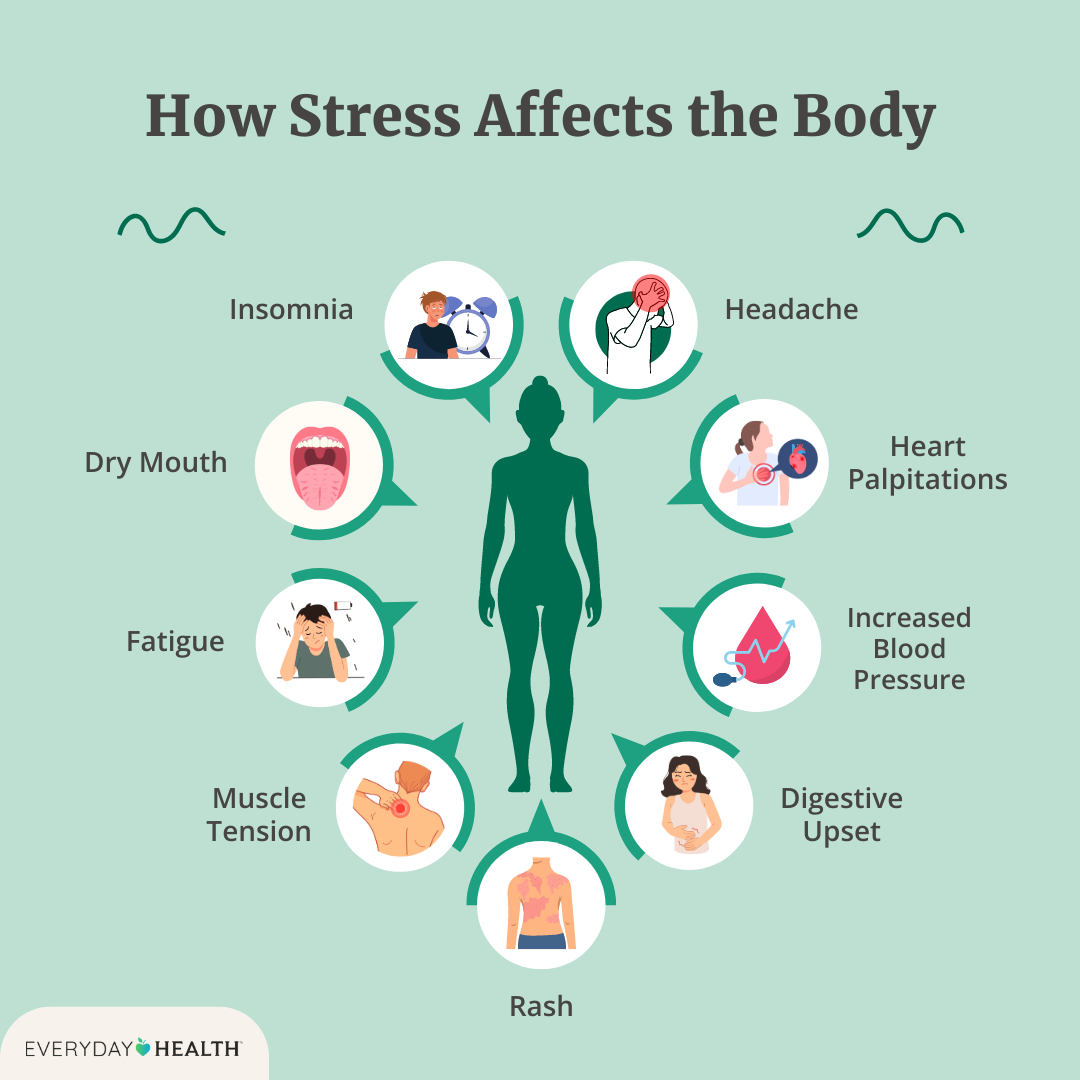 How Stress Affects the Body
Insomnia
Headache
Dry Mouth
Heart
Palpitations
Fatigue
Increased
Blood
Pressure
Muscle
Tension
Digestive
Upset
Rash
EVERYDAY HEALTH